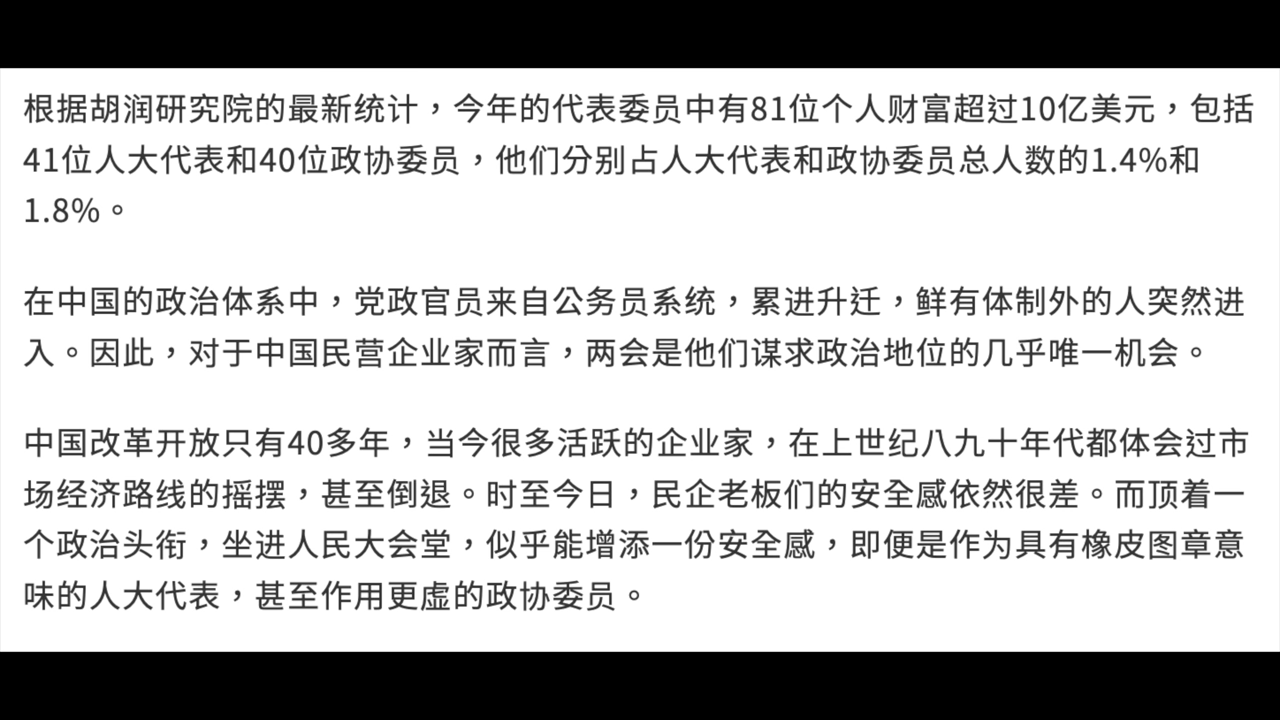 根据胡润研究院的最新统计，今年的代表委员中有81位个人财富超过10亿美元，包括
41位人大代表和40位政协委员，他们分别占人大代表和政协委员总人数的1.4%和
1.8%。
在中国的政治体系中，党政官员来自公务员系统，累进升迁，鲜有体制外的人突然进
入。因此，对于中国民营企业家而言，两会是他们谋求政治地位的几乎唯一机会。
中国改革开放只有40多年，当今很多活跃的企业家，在上世纪八九十年代都体会过市
场经济路线的摇摆，甚至倒退。时至今日，民企老板们的安全感依然很差。而顶着一
个政治头衔，坐进人民大会堂，似乎能增添一份安全感，即便是作为具有橡皮图章意
味的人大代表，甚至作用更虚的政协委员。